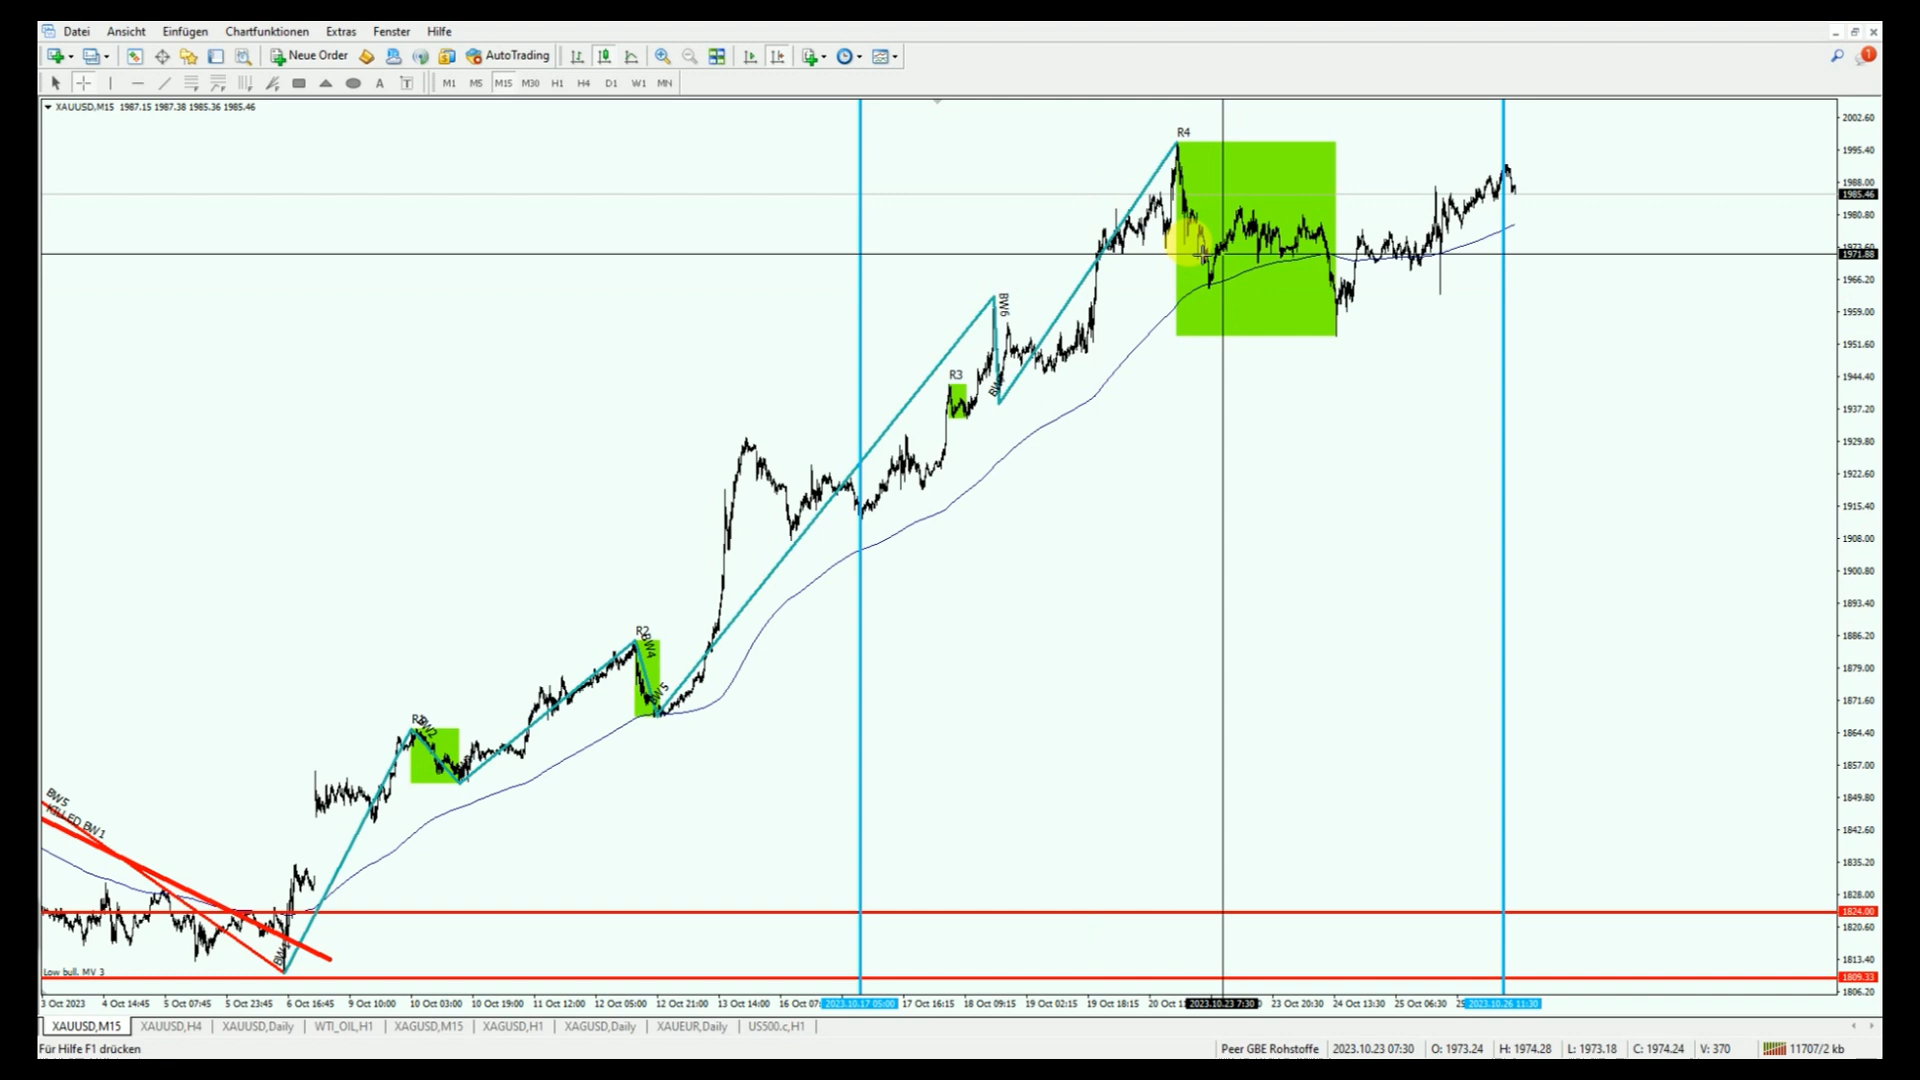 Datei Ansicht Einfügen Chartfunktionen Extras Fenster Hilfe
Neue Order AutoTrading 1
A T M1 M5 M15 M30 H1 H4 D1 W1 MN
XAUUSD,M15 1987.15 1987.38 1985.36 1985.46
2002.60
R4
1995.40
1988.00
1985.46
1980.80
1973.60
1971.88
1966.20
BW6
1959.00
1951.60
R3
1944.40
1937.20
1929.80
1922.60
1915.40
1908.00
1900.80
1893.40
R2
BW4
1886.20
1879.00
BW5
1871.60
BW2
1864.40
1857.00
BW5
1849.80
KILLED BW1
1842.60
1835.20
1828.00
1824.00
1820.60
1813.40
Low bull. MV 3
1809.33
1806.20
3 Oct 2023 4 Oct 14:45 5 Oct 07:45 5 Oct 23:45 6 Oct 16:45 9 Oct 10:00 10 Oct 03:00 10 Oct 19:00 11 Oct 12:00 12 Oct 05:00 12 Oct 21:00 13 Oct 14:00 16 Oct 2023.10.17 05:00 17 Oct 16:15 18 Oct 09:15 19 Oct 02:15 19 Oct 18:15 20 Oct 2023.10.23 7:30 23 Oct 20:30 24 Oct 13:30 25 Oct 06:30 2023.10.26 11:30
XAUUSD,M15 XAUUSD,H4 XAUUSD,Daily WTI_OIL,H1 XAGUSD,M15 XAGUSD,H1 XAGUSD,Daily XAUEUR,Daily US500.c,H1
Für Hilfe F1 drücken Peer GBE Rohstoffe 2023.10.23 07:30 O: 1973.24 H: 1974.28 L: 1973.18 C: 1974.24 V: 370 11707/2 kb